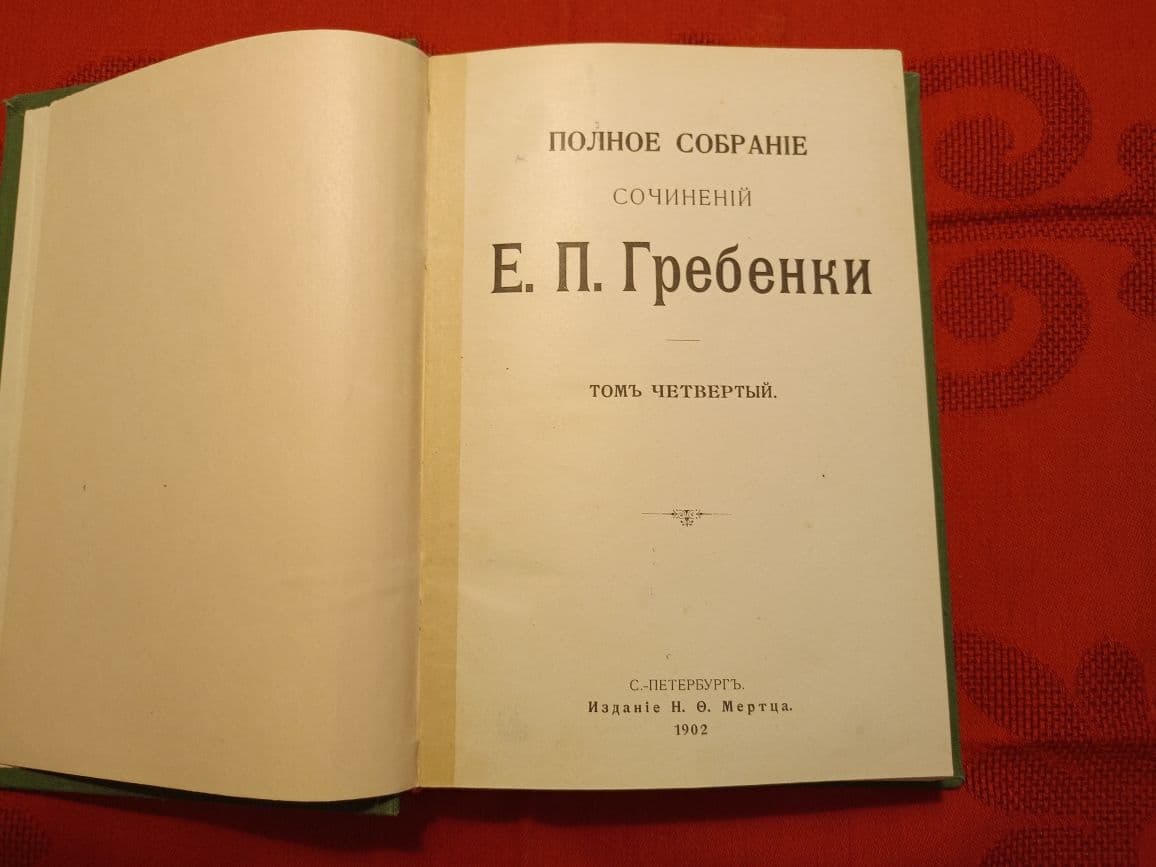 ПОЛНОЕ СОБРАНІЕ
СОЧИНЕНІЙ
Е. П. Гребенки
ТОМЪ ЧЕТВЕРТЫЙ.
С.-ПЕТЕРБУРГЪ.
Изданіе Н. Ѳ. Мертца.
1902